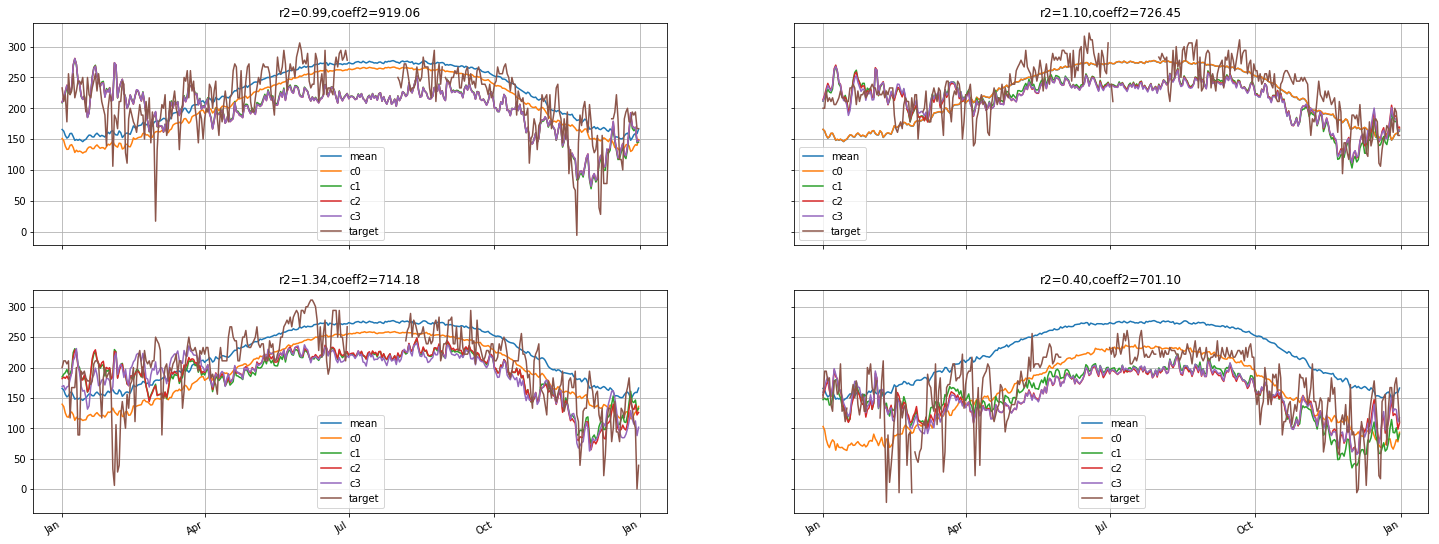 r2=0.99,coeff2=919.06
300
250
200
150
100
50
0
mean
c0
c1
c2
c3
target
r2=1.10,coeff2=726.45
mean
c0
c1
c2
c3
target
r2=1.34,coeff2=714.18
300
250
200
150
100
50
0
mean
c0
c1
c2
c3
target
Jan Apr Jul Oct Jan
r2=0.40,coeff2=701.10
mean
c0
c1
c2
c3
target
Jan Apr Jul Oct Jan